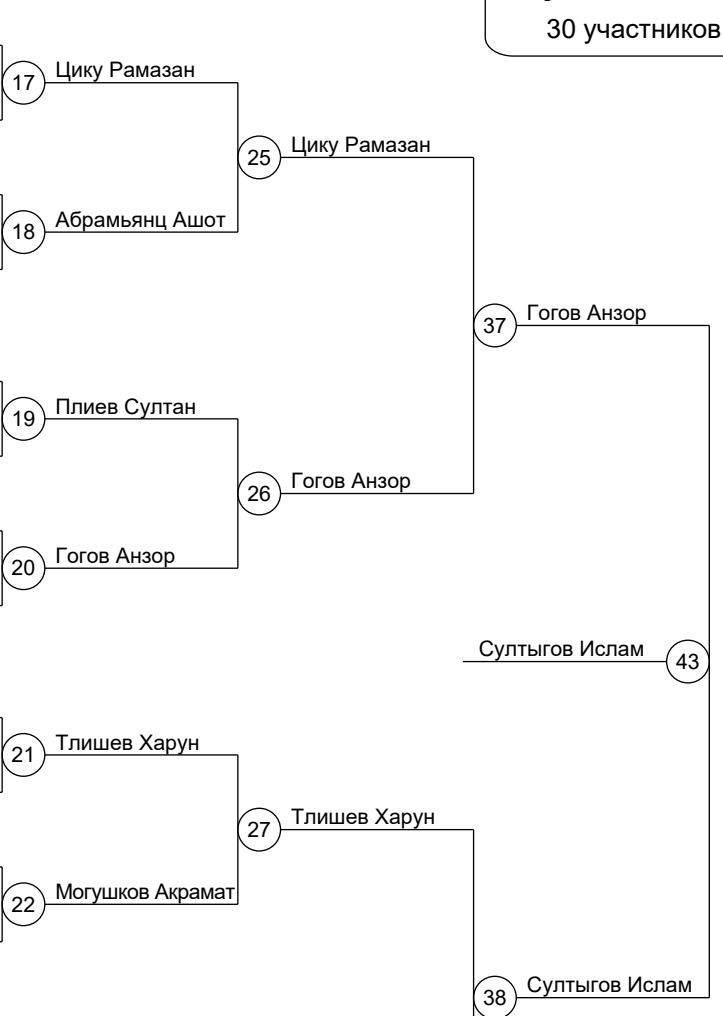 30 участников
17 Цику Рамазан
25 Цику Рамазан
18 Абрамьянц Ашот
37 Гогов Анзор
19 Плиев Султан
26 Гогов Анзор
20 Гогов Анзор
Султыгов Ислам 43
21 Тлишев Харун
27 Тлишев Харун
22 Могушков Акрамат
38 Султыгов Ислам